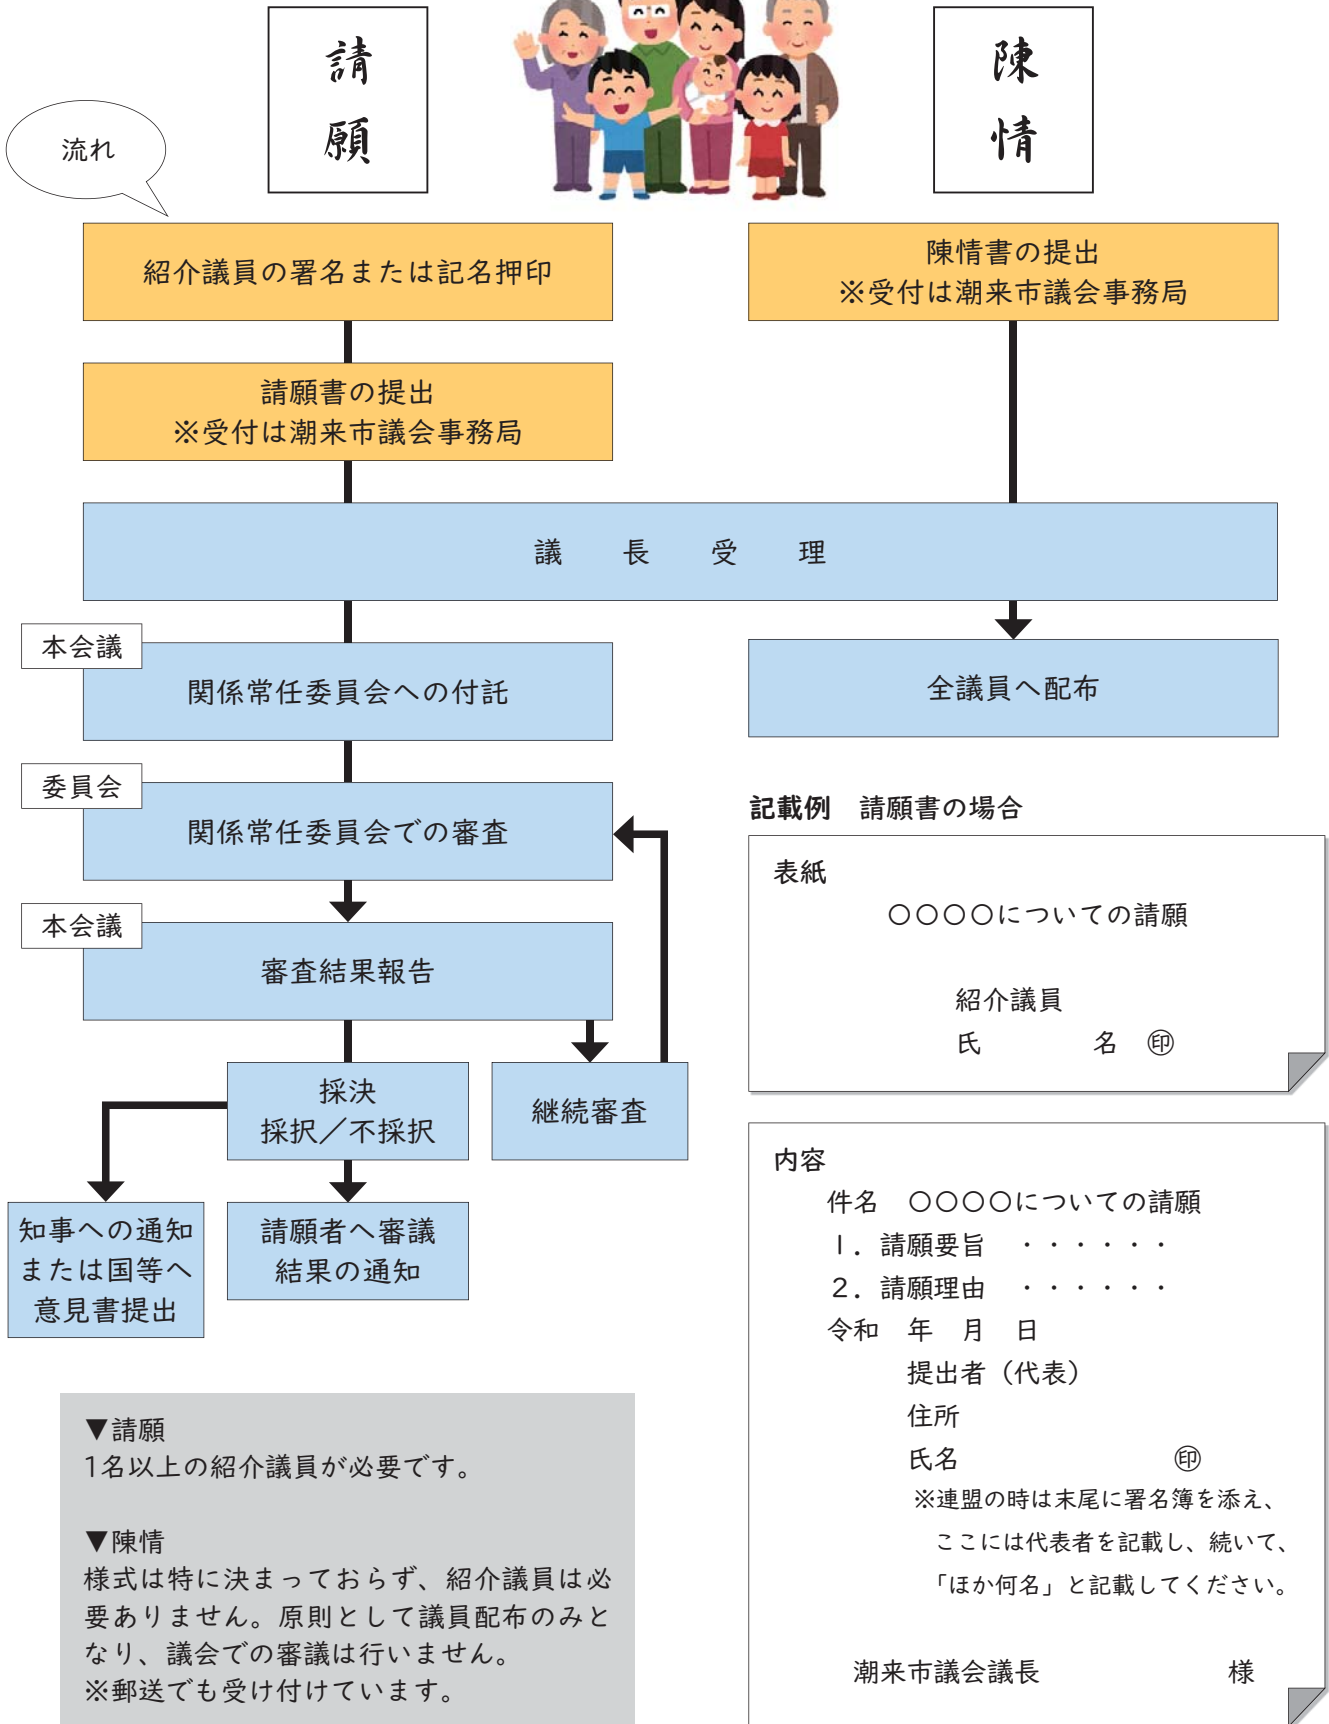 請願
陳情
流れ
紹介議員の署名または記名押印
陳情書の提出
※受付は潮来市議会事務局
請願書の提出
※受付は潮来市議会事務局
議長受理
本会議
関係常任委員会への付託
全議員へ配布
委員会
関係常任委員会での審査
本会議
審査結果報告
採決
採択／不採択
継続審査
知事への通知
または国等へ
意見書提出
請願者へ審議
結果の通知
▼請願
1名以上の紹介議員が必要です。
▼陳情
様式は特に決まっておらず、紹介議員は必
要ありません。原則として議員配布のみと
なり、議会での審議は行いません。
※郵送でも受け付けています。
記載例　請願書の場合
表紙
〇〇〇〇についての請願
紹介議員
氏　　　　名　㊞
内容
件名　〇〇〇〇についての請願
1．請願要旨　・・・・・・
2．請願理由　・・・・・・
令和　年　月　日
提出者（代表）
住所
氏名　　　　　　　　㊞
※連盟の時は末尾に署名簿を添え、
ここには代表者を記載し、続いて、
「ほか何名」と記載してください。
潮来市議会議長　　　　　　　様